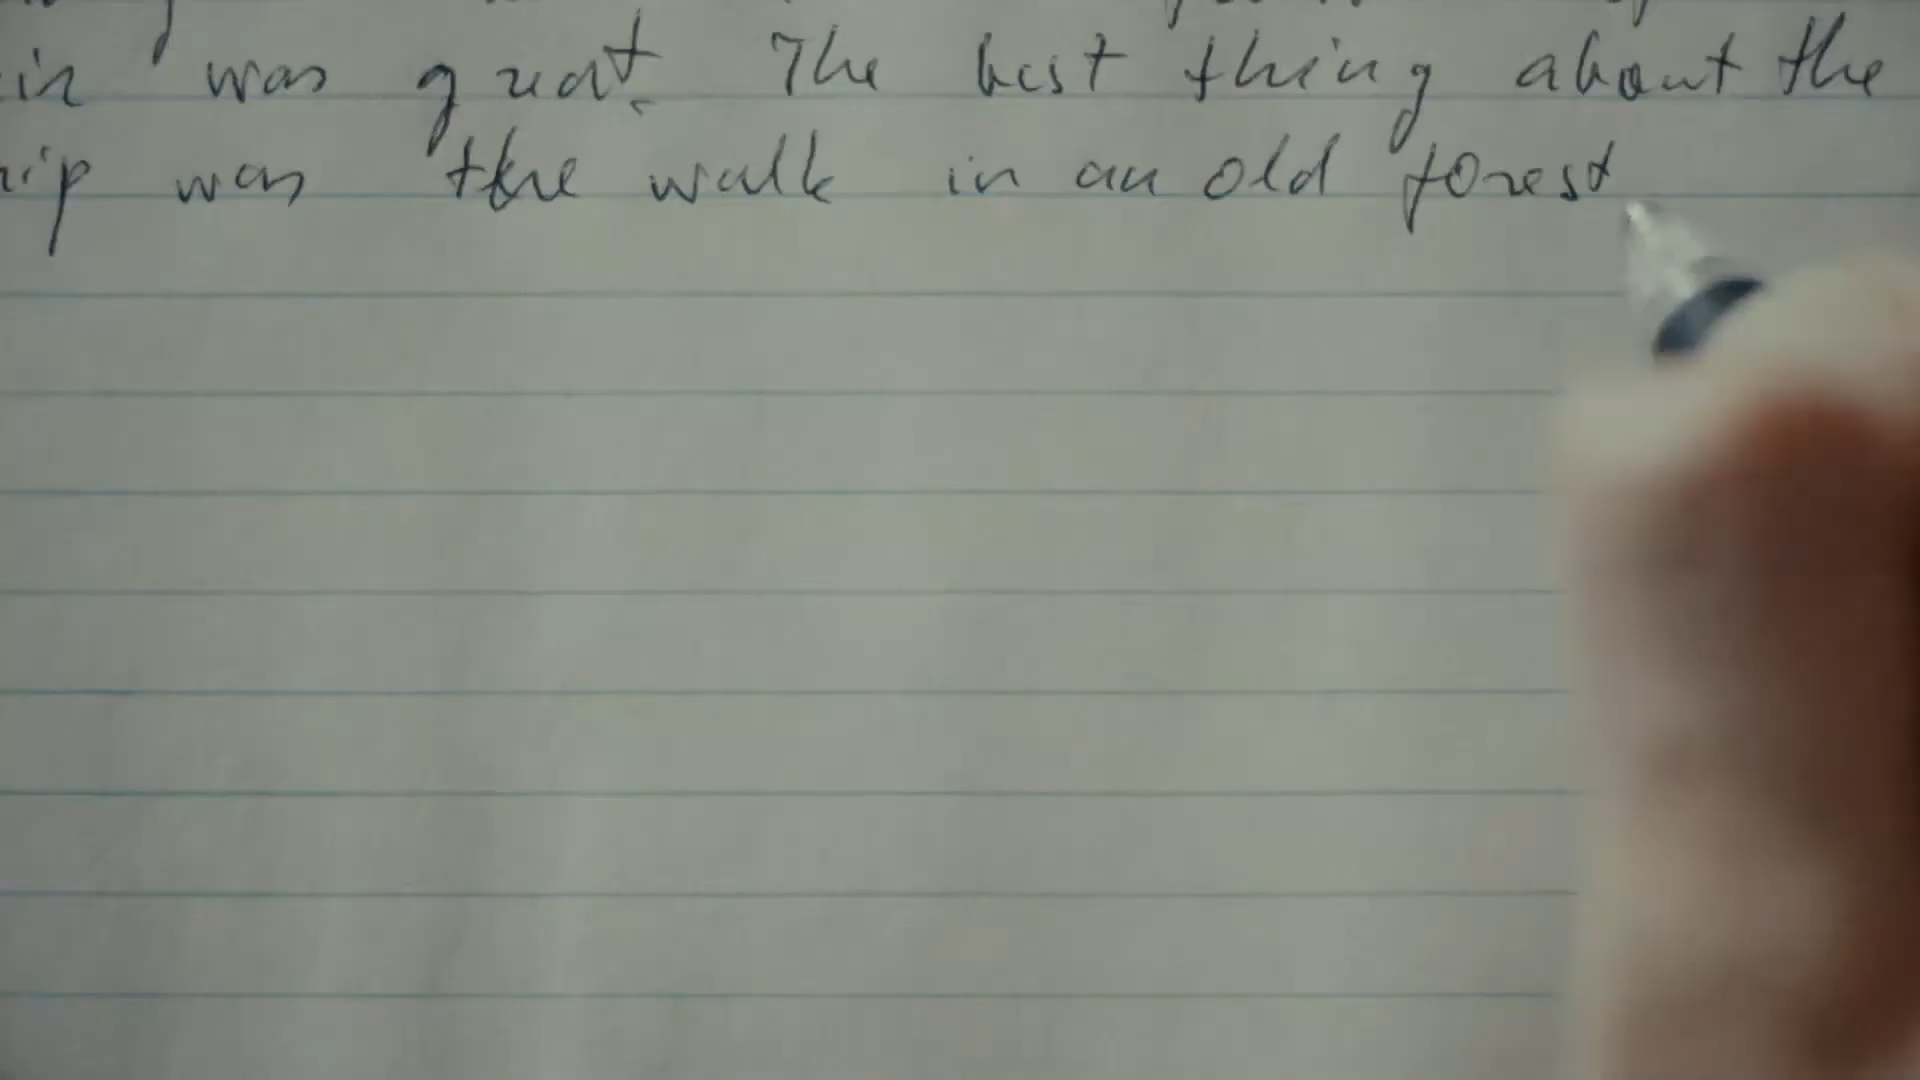 was great. The best thing about the
was the walk in an old forest